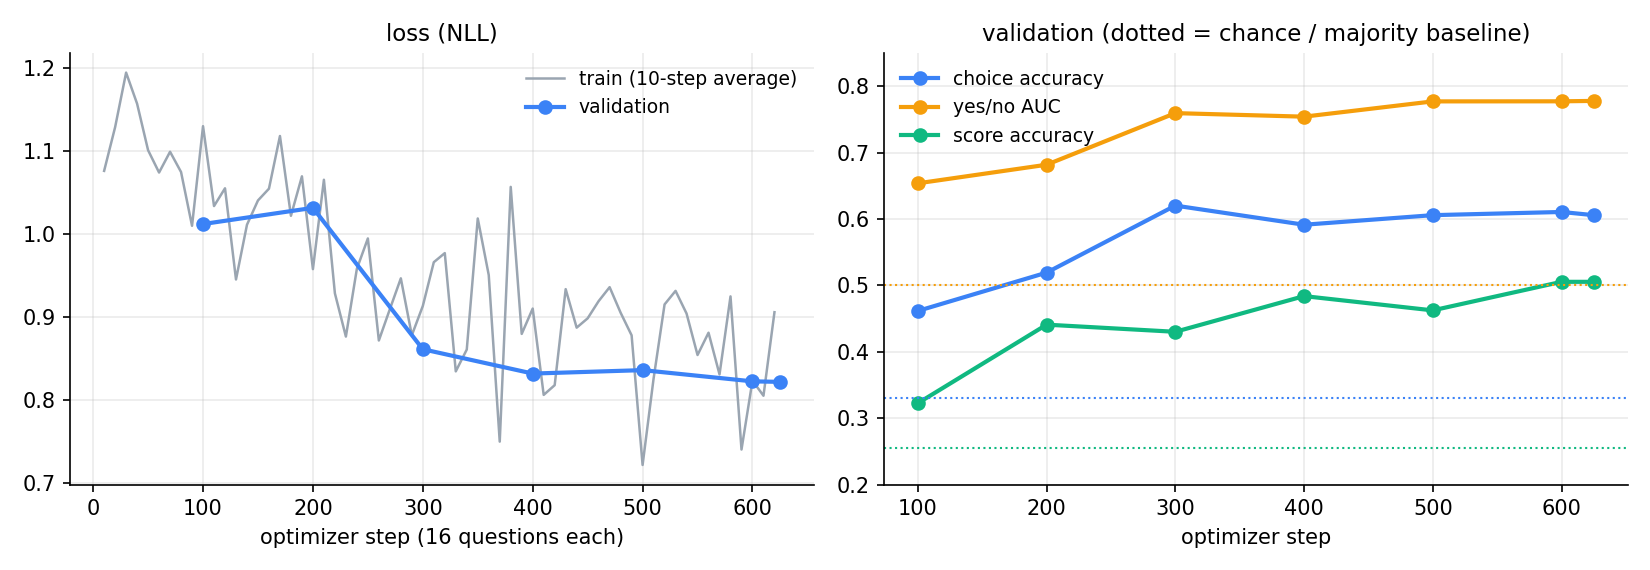 loss (NLL)
train (10-step average)
validation
1.2
1.1
1.0
0.9
0.8
0.7
0 100 200 300 400 500 600
optimizer step (16 questions each)
validation (dotted = chance / majority baseline)
choice accuracy
yes/no AUC
score accuracy
0.8
0.7
0.6
0.5
0.4
0.3
0.2
100 200 300 400 500 600
optimizer step